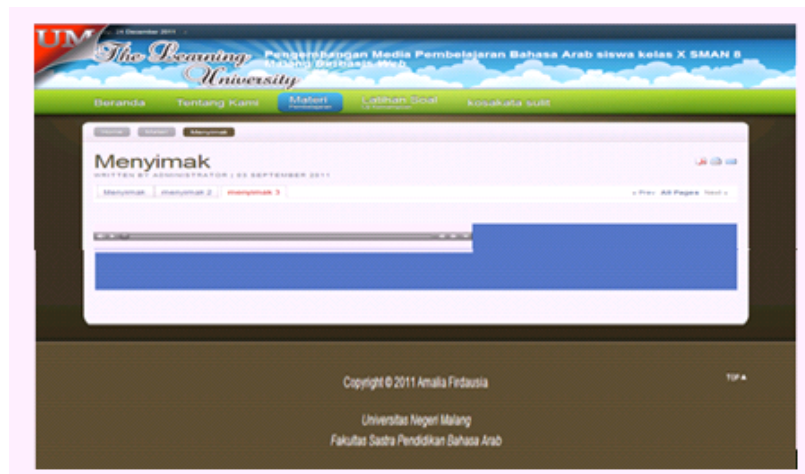 UM
24 December 2011
The Learning University
Pengembangan Media Pembelajaran Bahasa Arab siswa kelas X SMAN 8
Malang Berbasis Web
Beranda Tentang Kami Materi Latihan Soal kosakata sulit
Pembelajaran
Home Materi Menyimak
Menyimak
WRITTEN BY ADMINISTRATOR | 03 SEPTEMBER 2011
Menyimak menyimak 2 menyimak 3 « Prev All Pages Next »
Copyright © 2011 Amalia Firdausia
TOP
Universitas Negeri Malang
Fakultas Sastra Pendidikan Bahasa Arab